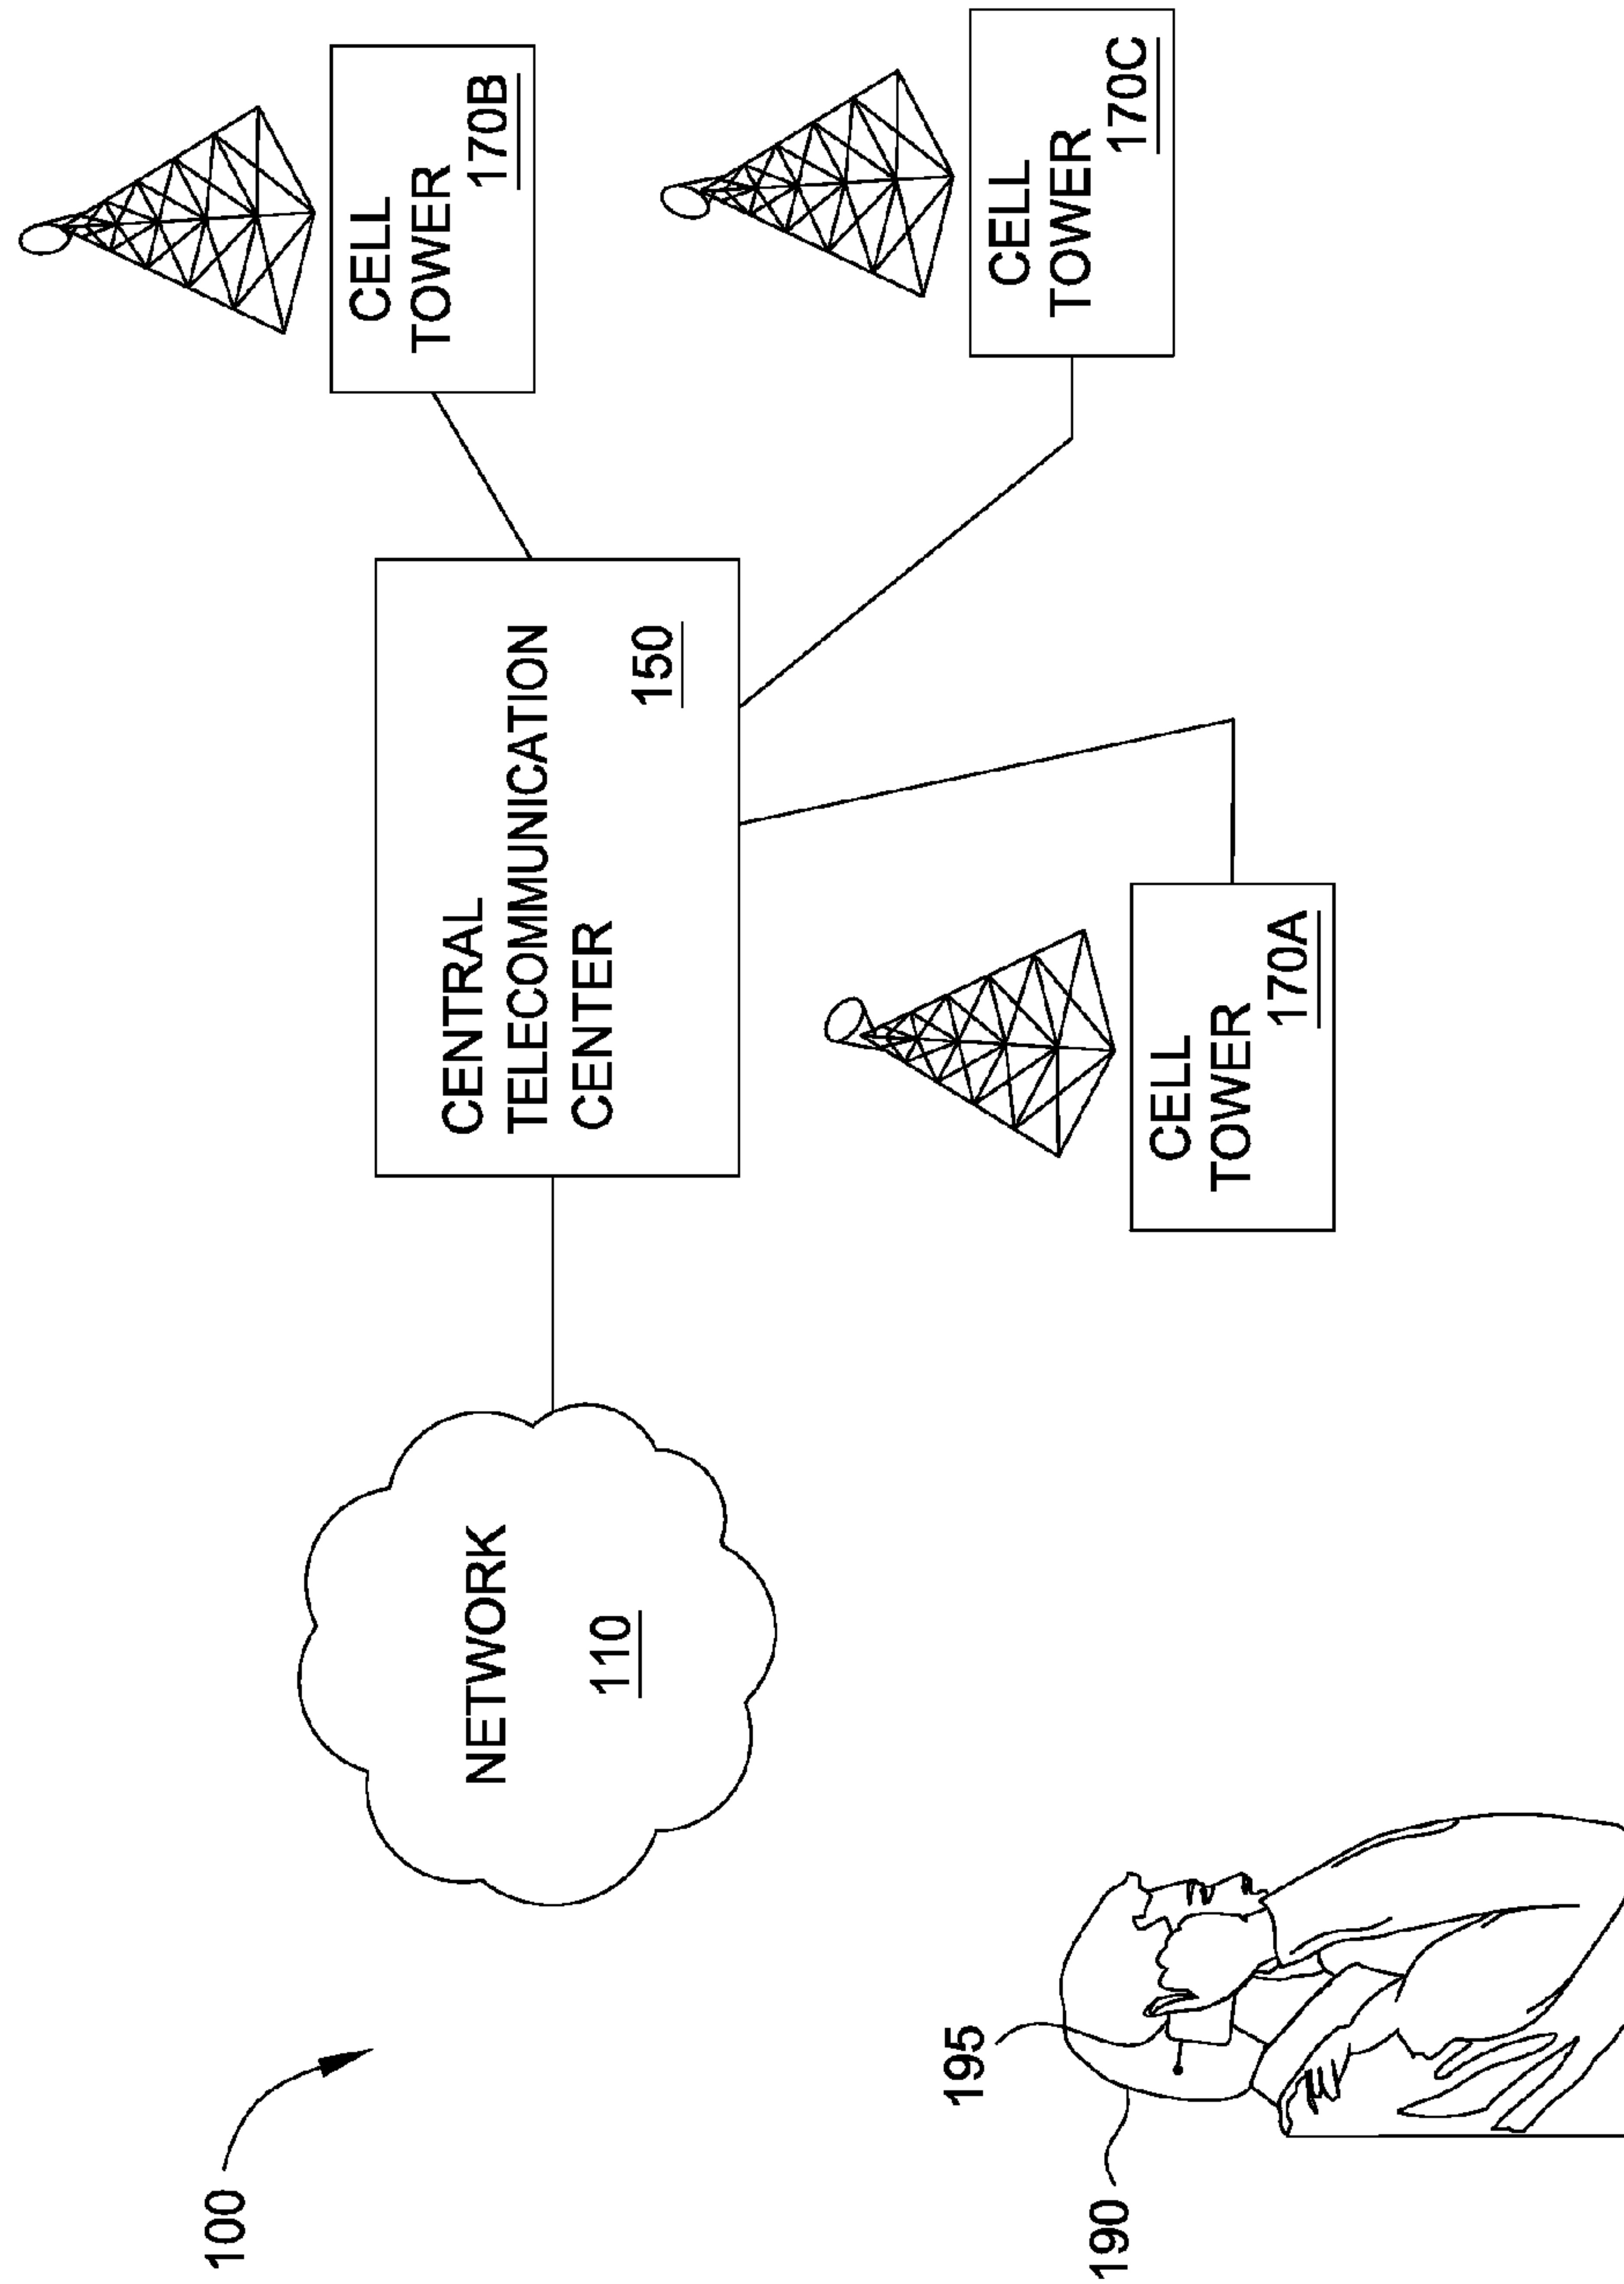 100
NETWORK
110
CENTRAL
TELECOMMUNICATION
CENTER
150
CELL
TOWER
170B
CELL
TOWER
170C
CELL
TOWER
170A
195
190